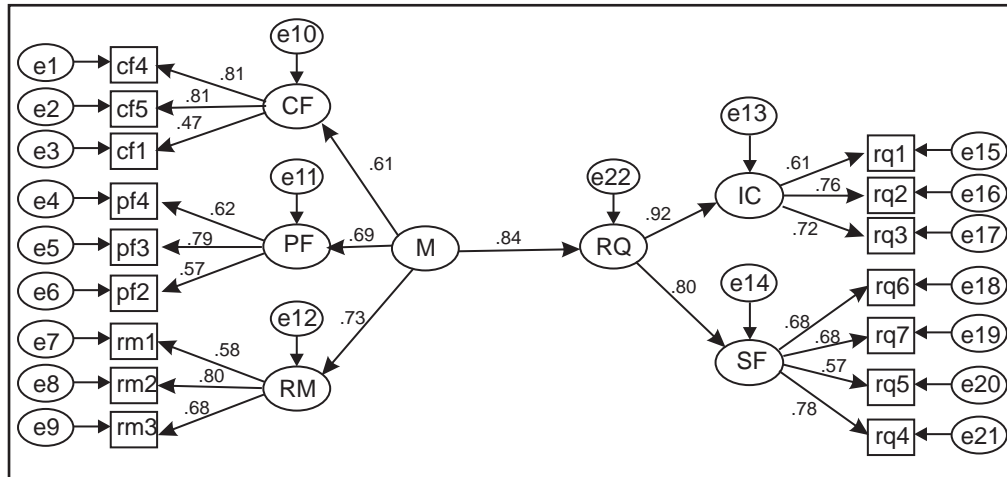 e1
cf4
e2
cf5
e3
cf1
e4
pf4
e5
pf3
e6
pf2
e7
rm1
e8
rm2
e9
rm3
e10
CF
.81
.81
.47
e11
PF
.62
.79
.57
e12
RM
.58
.80
.68
.61
.69
.73
M
.84
e22
RQ
.92
.80
e13
IC
.61
.76
.72
e14
SF
.68
.68
.57
.78
rq1
e15
rq2
e16
rq3
e17
rq6
e18
rq7
e19
rq5
e20
rq4
e21